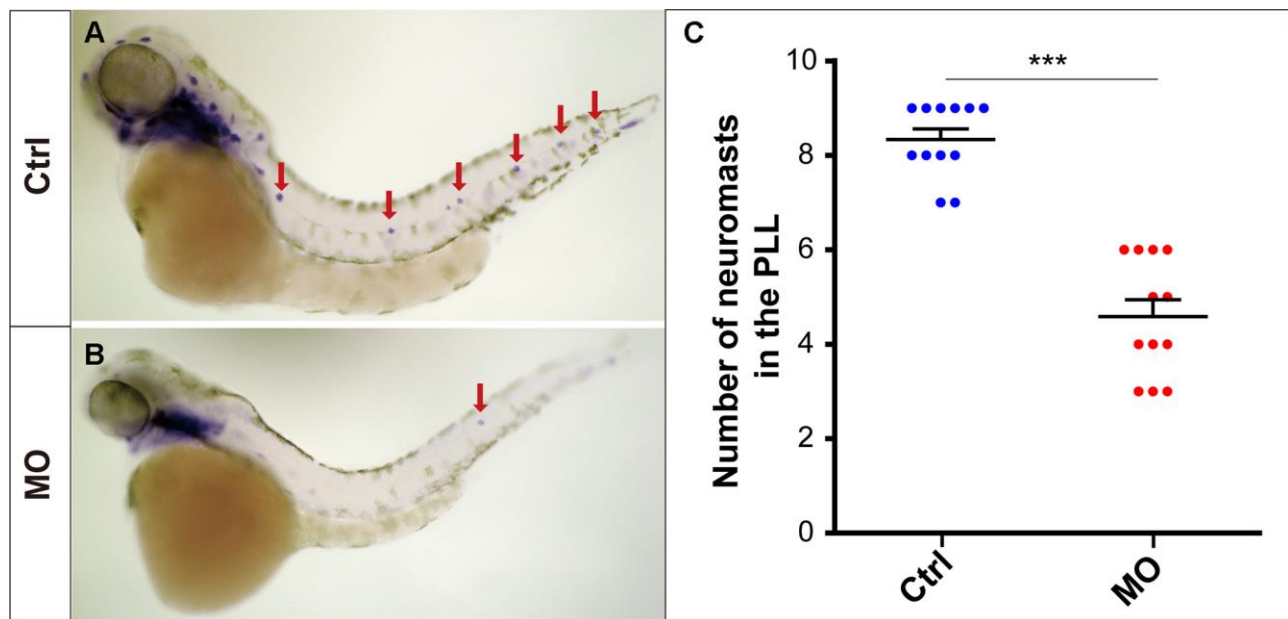 Ctrl
A
MO
B
C
***
10
8
6
4
2
0
Number of neuromasts
in the PLL
Ctrl
MO